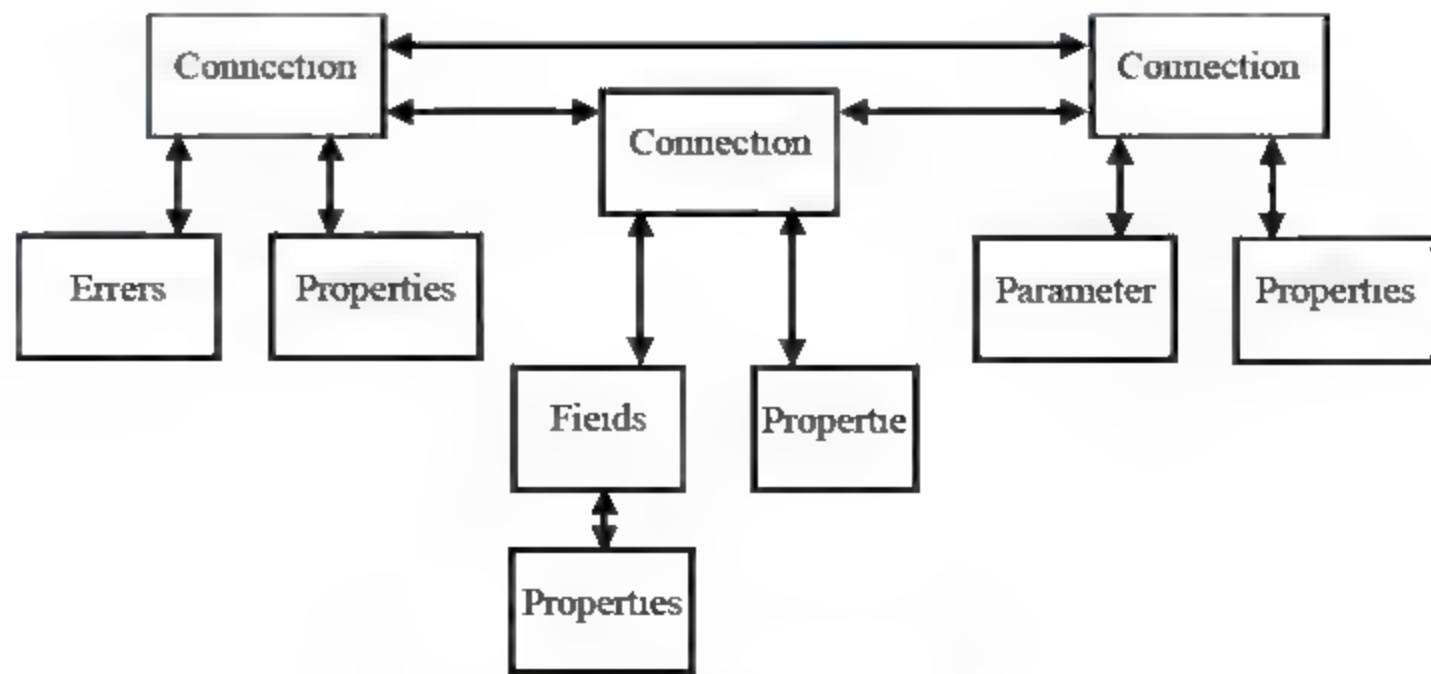 Connection
Connection
Connection
Errers
Properties
Parameter
Properties
Fields
Propertie
Properties